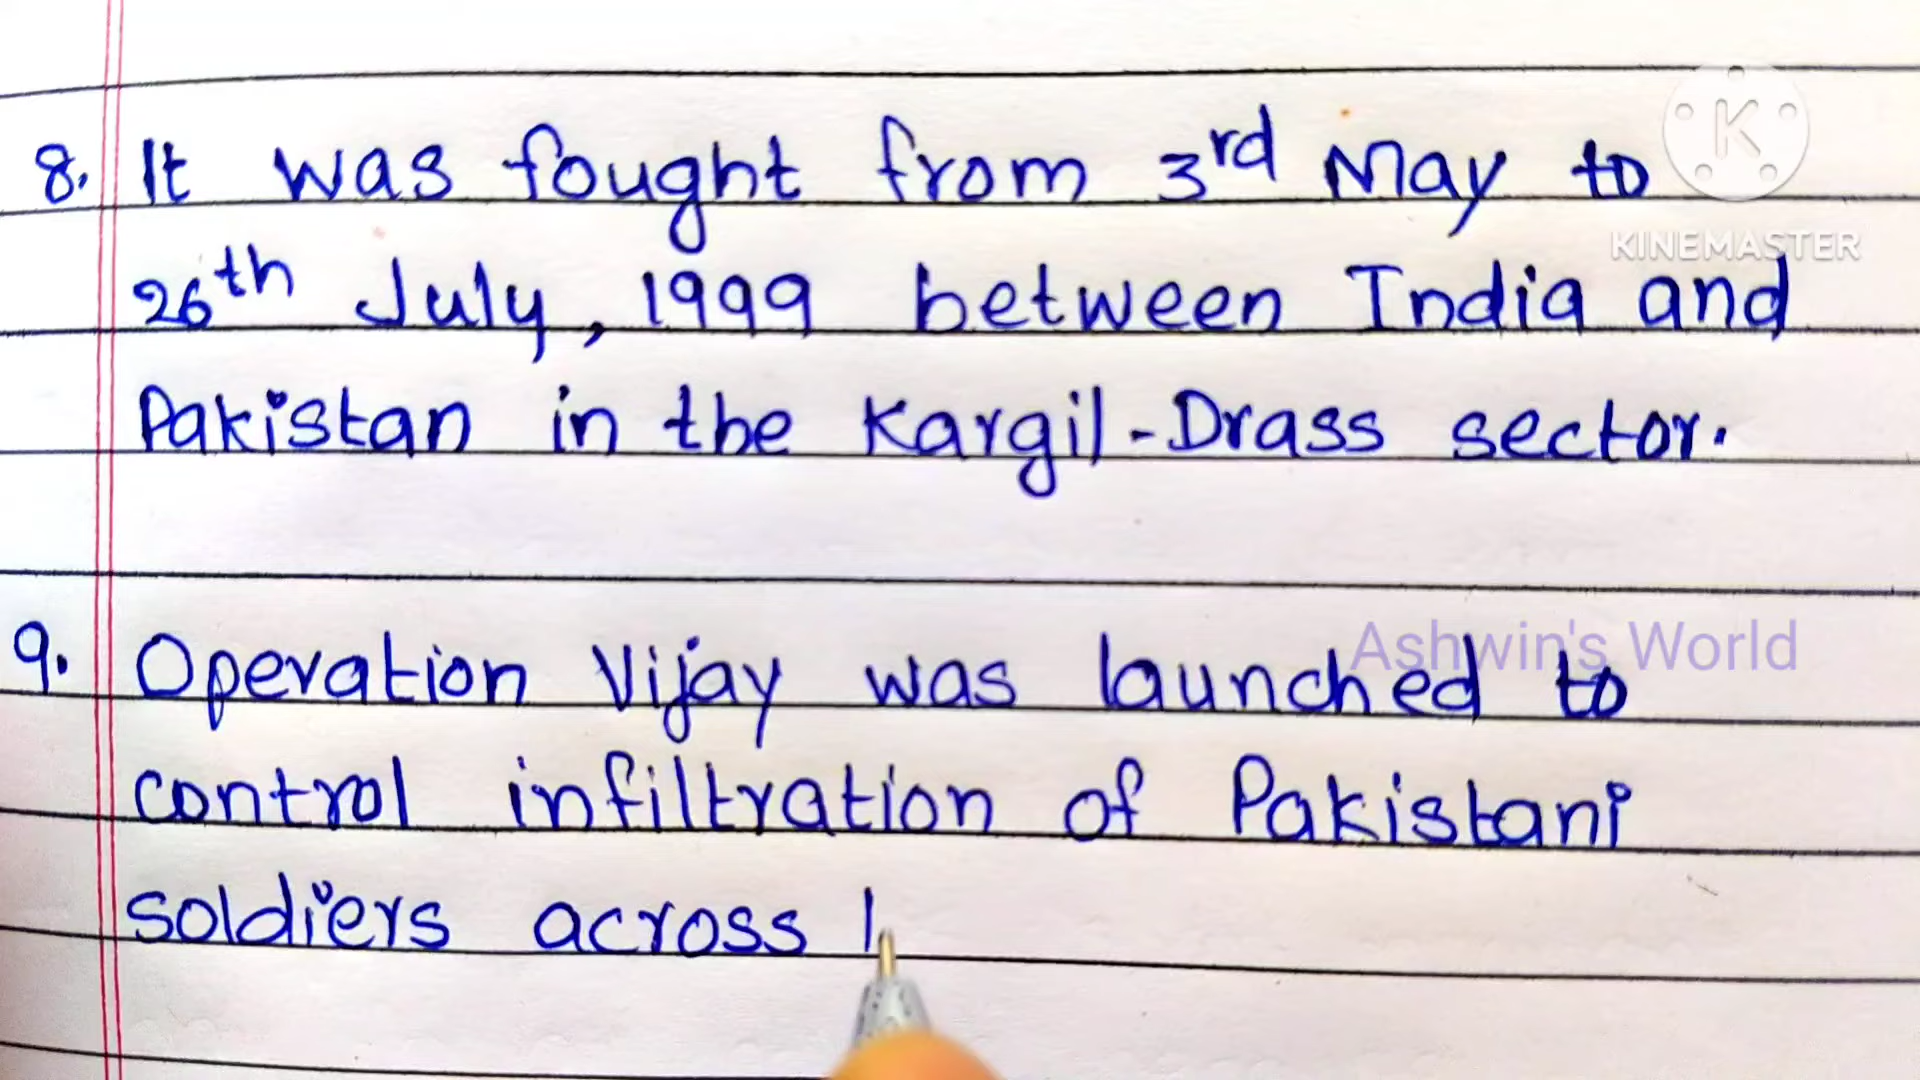 8. It was fought from 3rd May to
KINEMASTER
26th July, 1999 between India and
Pakistan in the Kargil-Drass sector.
Ashwin's World
9. Operation Vijay was launched to
control infiltration of Pakistani
soldiers across